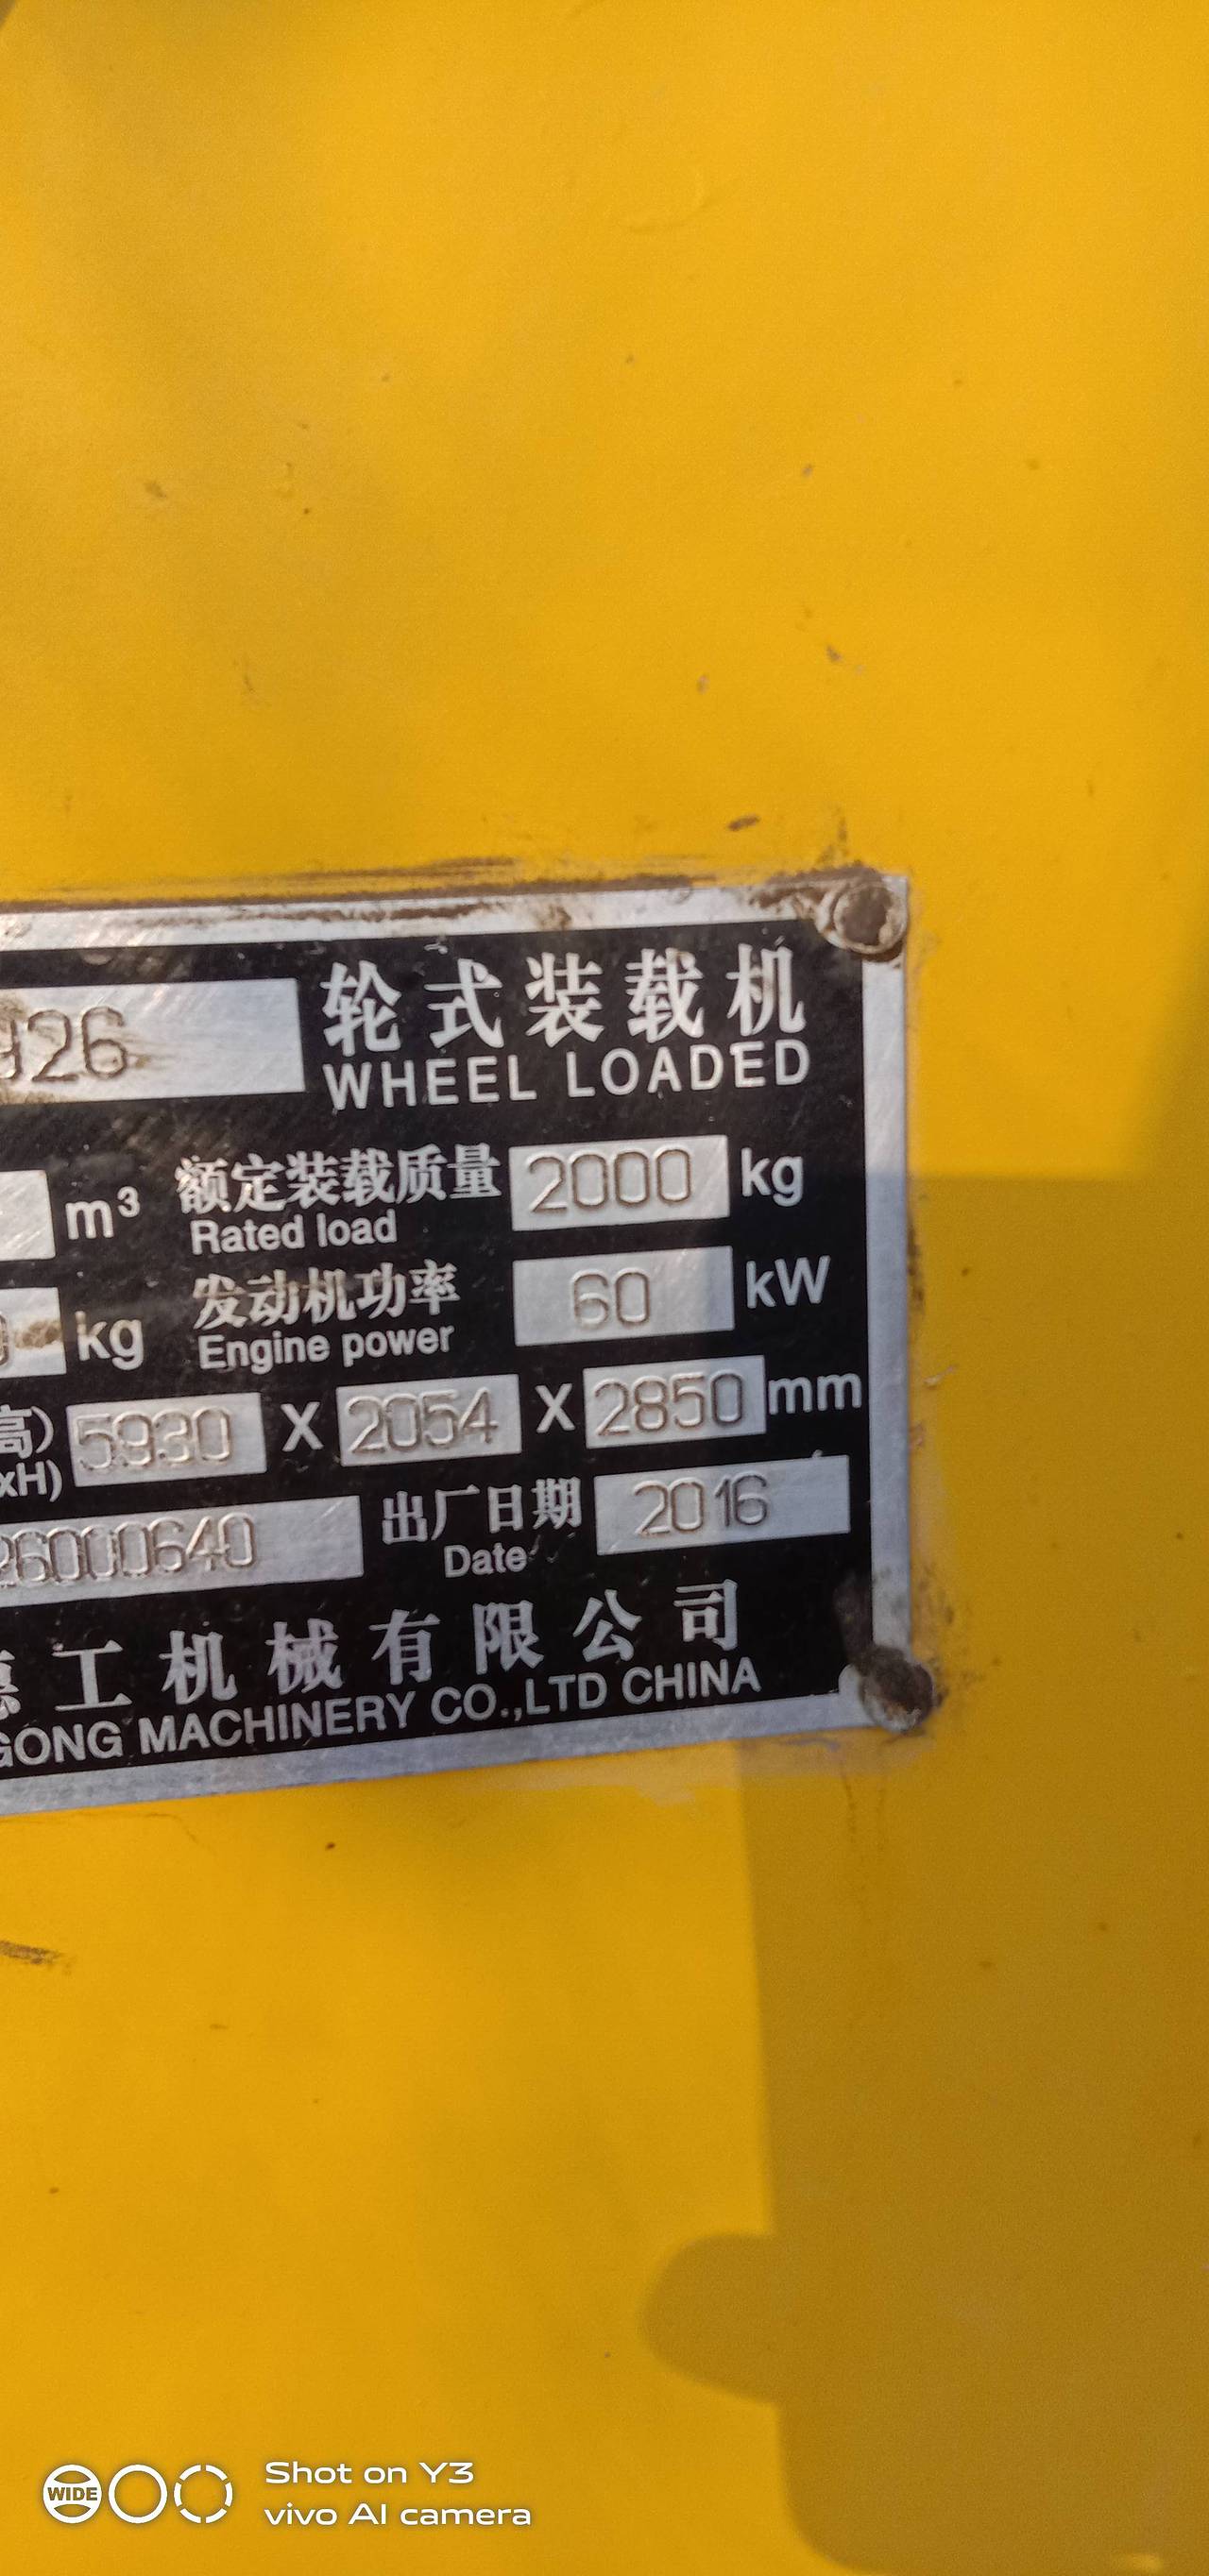 926 轮式装载机
WHEEL LOADED
m³ 额定装载质量 2000 kg
Rated load
kg 发动机功率 60 kW
Engine power
高) 5930 X 2054 X 2850 mm
xH)
26000640 出厂日期 2016
Date
德工机械有限公司
GONG MACHINERY CO.,LTD CHINA
WIDE
Shot on Y3
vivo AI camera